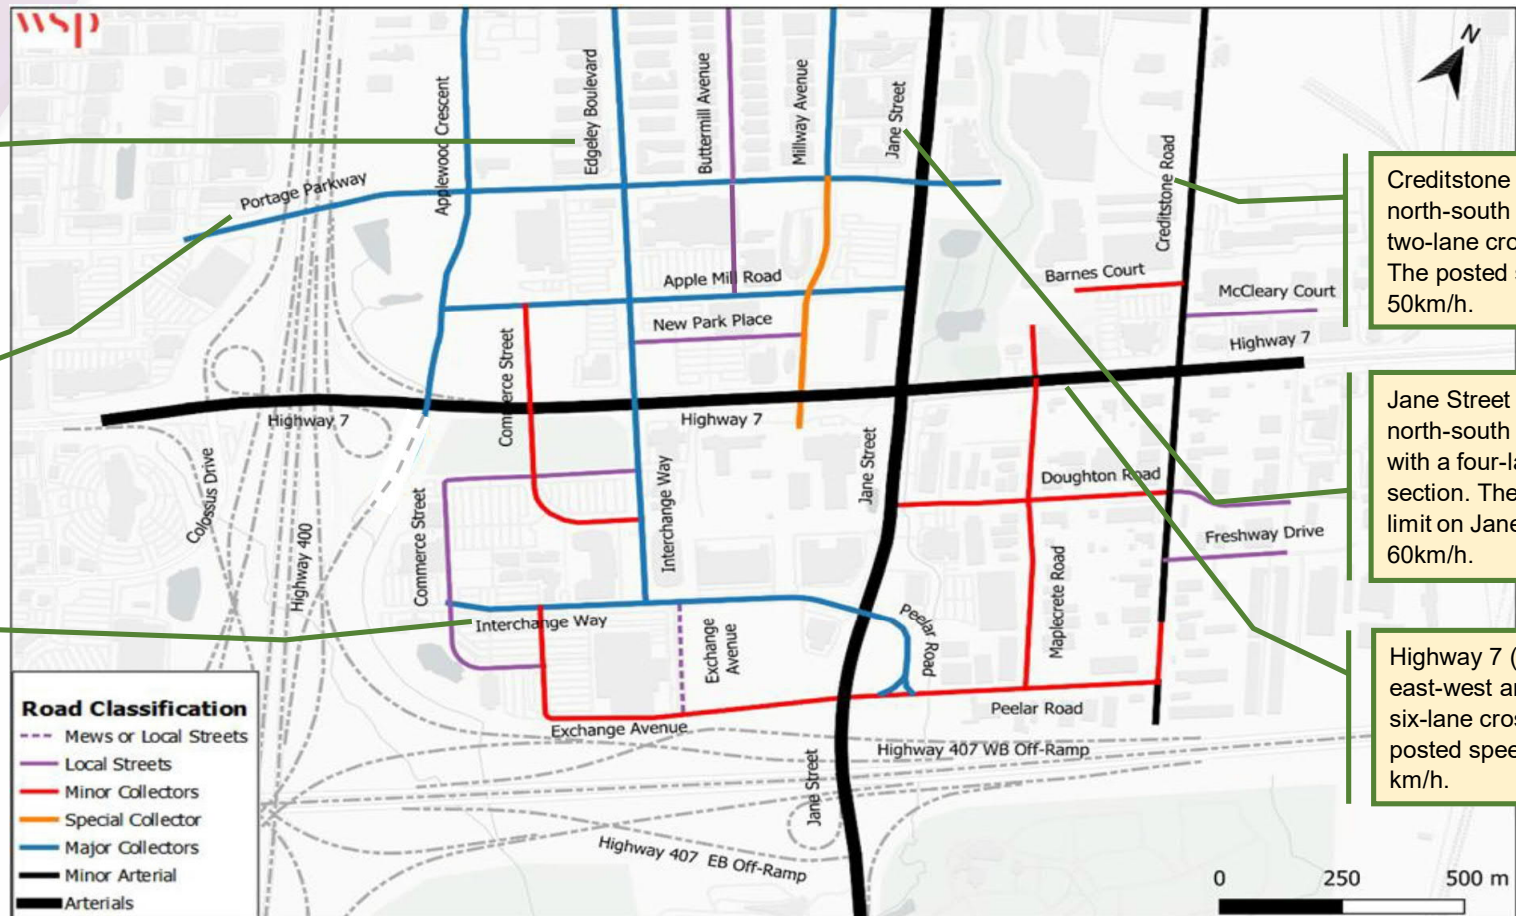 wsp
N
Applewood Crescent
Edgeley Boulevard
Buttermill Avenue
Millway Avenue
Jane Street
Creditstone Road
Portage Parkway
Apple Mill Road
Barnes Court
McCleary Court
New Park Place
Highway 7
Commerce Street
Highway 7
Highway 7
Colossus Drive
Highway 400
Commerce Street
Interchange Way
Jane Street
Doughton Road
Freshway Drive
Maplecrete Road
Interchange Way
Exchange
Avenue
Peelar Road
Peelar Road
Exchange Avenue
Highway 407 WB Off-Ramp
Jane Street
Highway 407 EB Off-Ramp
Road Classification
Mews or Local Streets
Local Streets
Minor Collectors
Special Collector
Major Collectors
Minor Arterial
Arterials
0 250 500 m
Creditstone
north-south
two-lane cro
The posted s
50km/h.
Jane Street
north-south
with a four-la
section. The
limit on Jane
60km/h.
Highway 7 (
east-west ar
six-lane cros
posted spee
km/h.